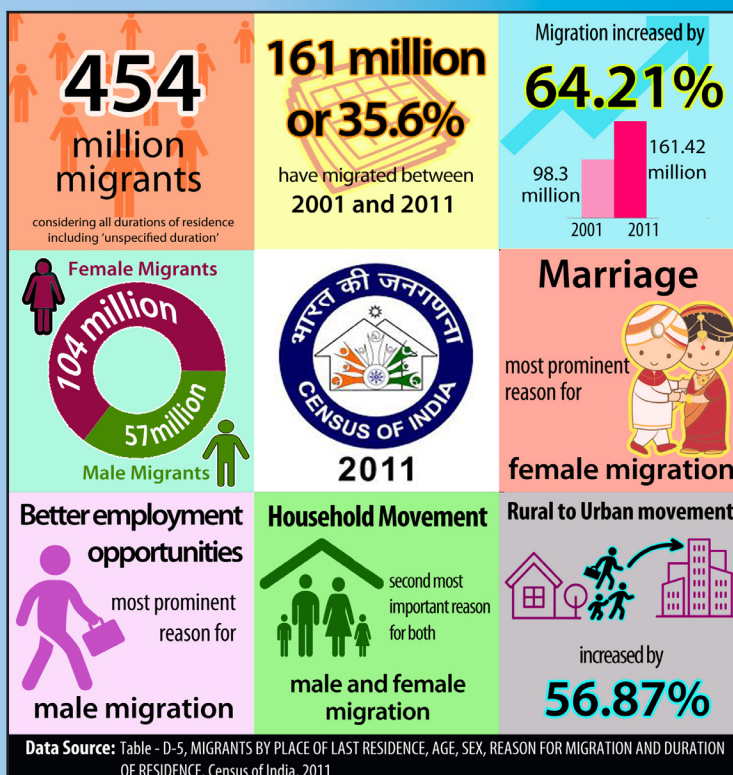 454
million
migrants
considering all durations of residence
including ‘unspecified duration’
161 million
or 35.6%
have migrated between
2001 and 2011
Migration increased by
64.21%
98.3
million
161.42
million
2001 2011
Female Migrants
104 million
57million
Male Migrants
भारत की जनगणना
CENSUS OF INDIA
2011
Marriage
most prominent
reason for
female migration
Better employment
opportunities
most prominent
reason for
male migration
Household Movement
second most
important reason
for both
male and female
migration
Rural to Urban movement
increased by
56.87%
Data Source: Table - D-5, MIGRANTS BY PLACE OF LAST RESIDENCE, AGE, SEX, REASON FOR MIGRATION AND DURATION
OF RESIDENCE, Census of India, 2011